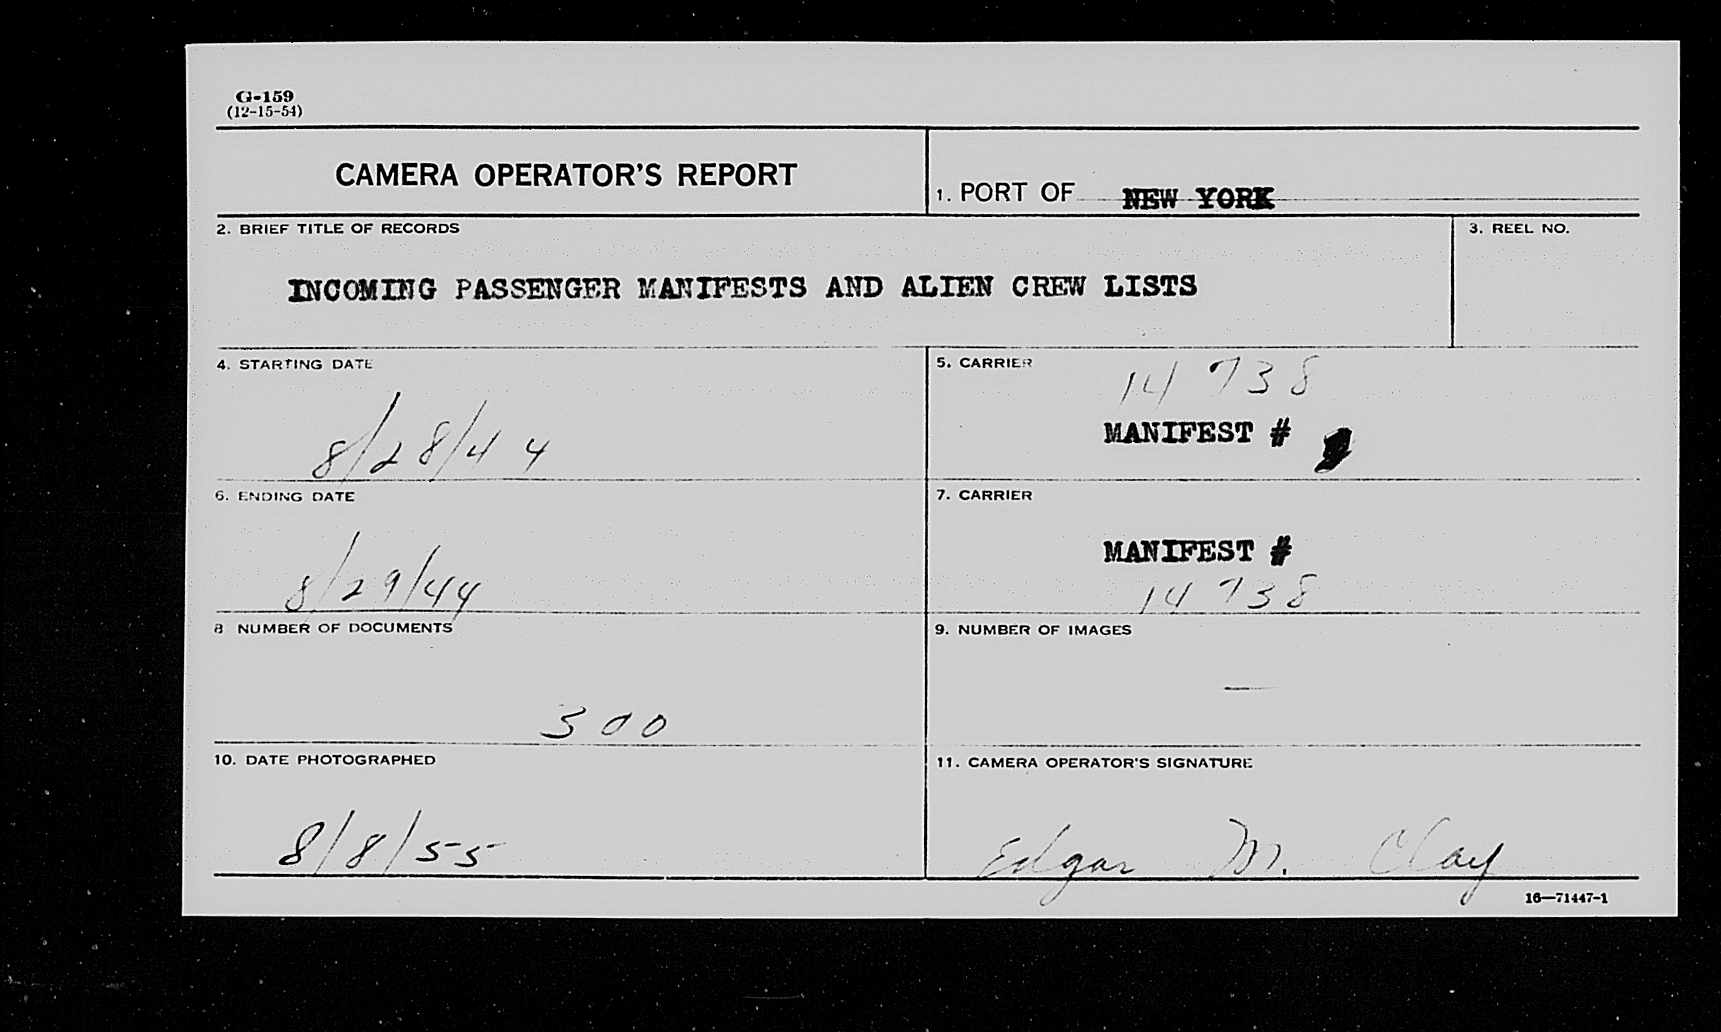 G-159
(12-15-54)
CAMERA OPERATOR'S REPORT
1. PORT OF NEW YORK
2. BRIEF TITLE OF RECORDS
3. REEL NO.
INCOMING PASSENGER MANIFESTS AND ALIEN CREW LISTS
4. STARTING DATE
8/28/44
5. CARRIER
14738
MANIFEST #
6. ENDING DATE
8/29/44
7. CARRIER
MANIFEST #
14738
8 NUMBER OF DOCUMENTS
300
9. NUMBER OF IMAGES
—
10. DATE PHOTOGRAPHED
8/8/55
11. CAMERA OPERATOR'S SIGNATURE
Edgar M. Clay
16—71447-1